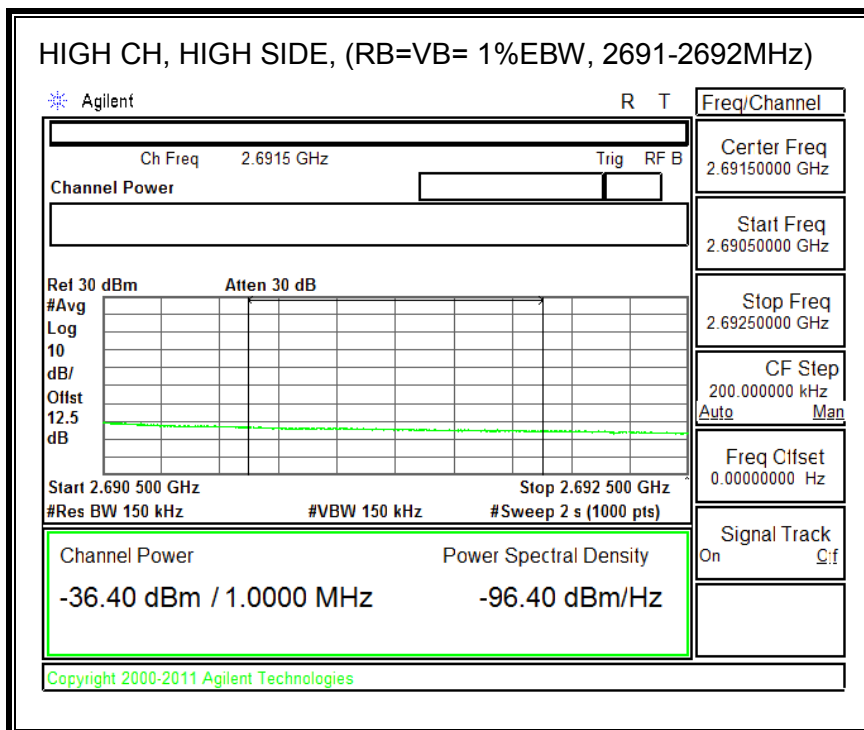 HIGH CH, HIGH SIDE, (RB=VB= 1%EBW, 2691-2692MHz)
Agilent R T
Freq/Channel
Ch Freq 2.6915 GHz Trig RF B
Channel Power
Center Freq
2.69150000 GHz
Start Freq
2.69050000 GHz
Stop Freq
2.69250000 GHz
CF Step
200.000000 kHz
Auto Man
Freq Offset
0.00000000 Hz
Signal Track
On Off
Ref 30 dBm Atten 30 dB
#Avg
Log
10
dB/
Offst
12.5
dB
Start 2.690 500 GHz Stop 2.692 500 GHz
#Res BW 150 kHz #VBW 150 kHz #Sweep 2 s (1000 pts)
Channel Power Power Spectral Density
-36.40 dBm / 1.0000 MHz -96.40 dBm/Hz
Copyright 2000-2011 Agilent Technologies